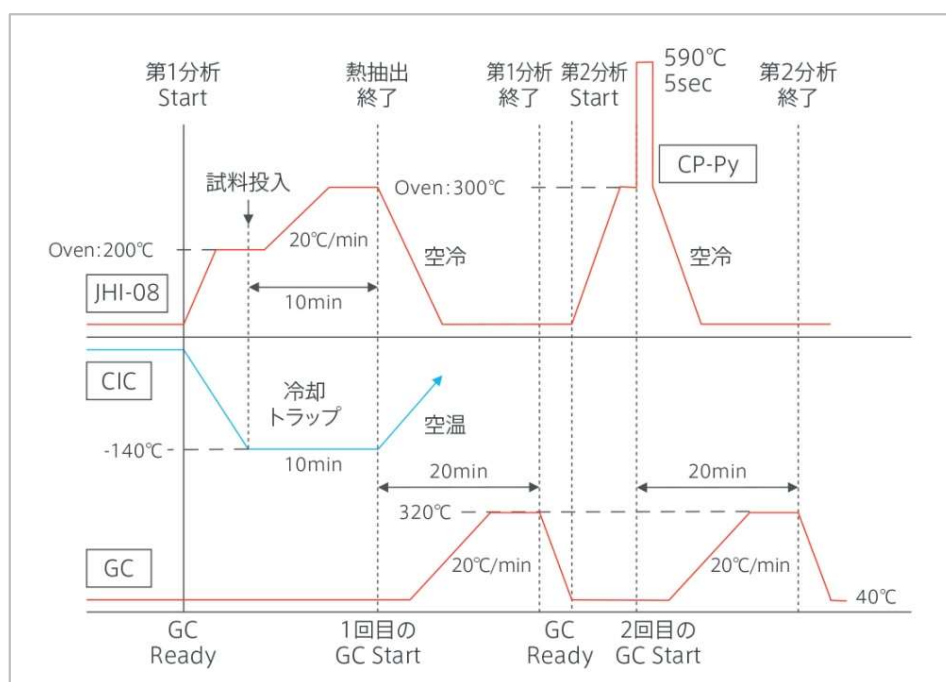 第1分析
Start
熱抽出
終了
第1分析
終了
第2分析
Start
590℃
5sec
第2分析
終了
CP-Py
試料投入
Oven:300℃
Oven:200℃
20℃/min
空冷
空冷
JHI-08
10min
CIC
冷却
トラップ
空温
-140℃
10min
20min
20min
320℃
GC
20℃/min
20℃/min
40℃
GC
Ready
1回目の
GC Start
GC
Ready
2回目の
GC Start